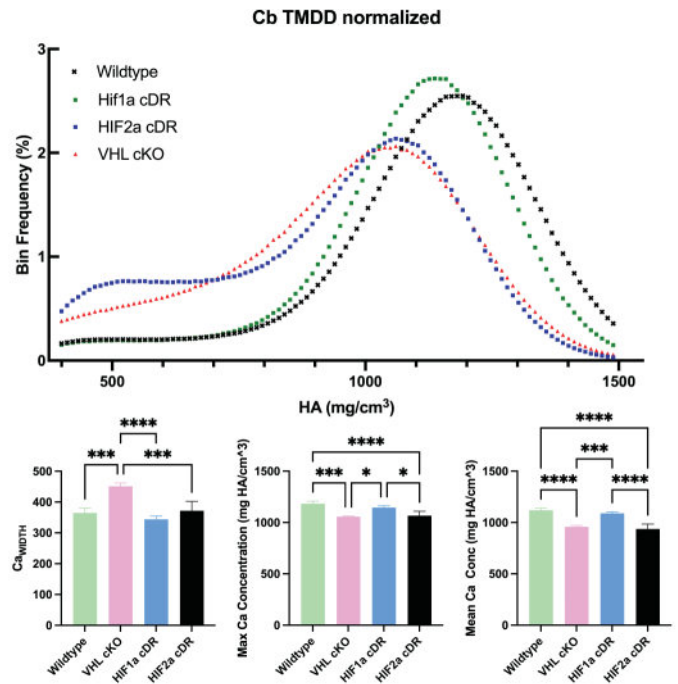 Cb TMDD normalized
Wildtype
Hif1a cDR
HIF2a cDR
VHL cKO
Bin Frequency (%)
3
2
1
0
500
1000
1500
HA (mg/cm³)
****
***
***
Ca WIDTH
500
400
300
200
100
0
Wildtype
VHL cKO
HIF1a cDR
HIF2a cDR
****
***
*
*
Max Ca Concentration (mg HA/cm^3)
1500
1000
500
0
Wildtype
VHL cKO
HIF1a cDR
HIF2a cDR
****
***
****
****
Mean Ca Conc (mg HA/cm^3)
1500
1000
500
0
Wildtype
VHL cKO
HIF1a cDR
HIF2a cDR